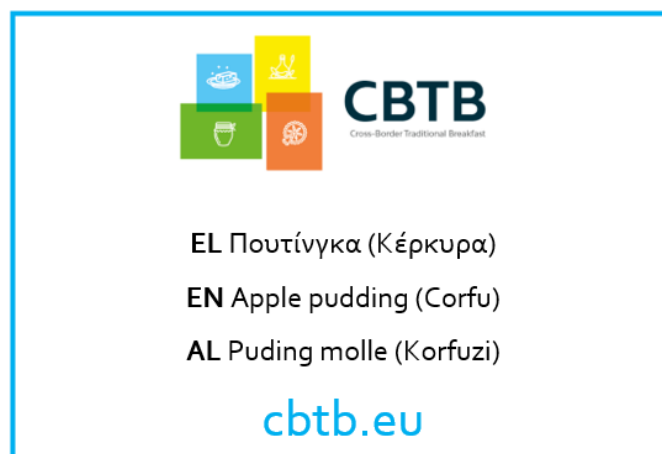 CBTB
Cross-Border Traditional Breakfast
EL Πουτίνγκα (Κέρκυρα)
EN Apple pudding (Corfu)
AL Puding molle (Korfuzi)
cbtb.eu